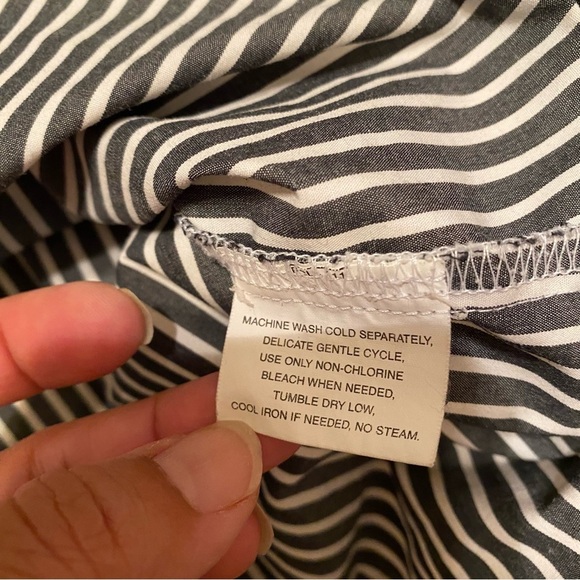 MACHINE WASH COLD SEPARATELY,
DELICATE GENTLE CYCLE,
USE ONLY NON-CHLORINE
BLEACH WHEN NEEDED,
TUMBLE DRY LOW,
COOL IRON IF NEEDED, NO STEAM.